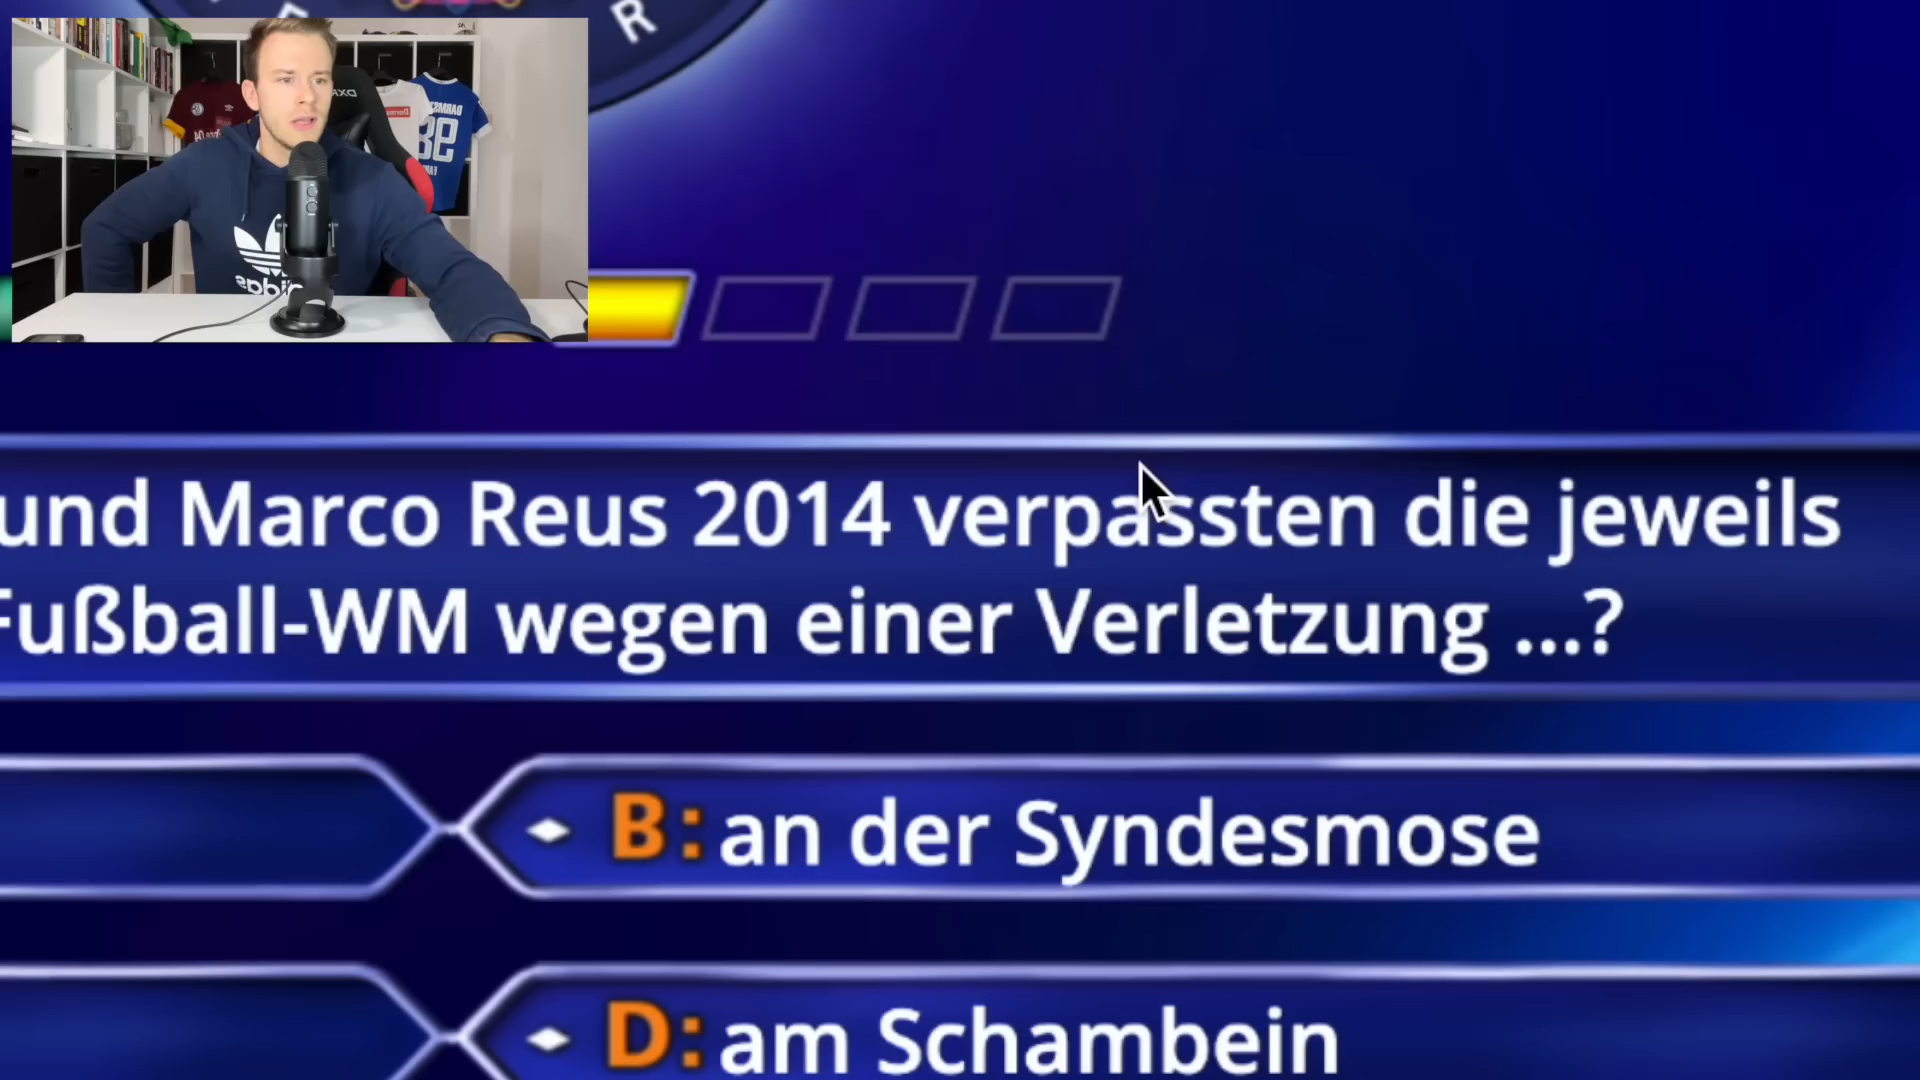 E R
und Marco Reus 2014 verpassten die jeweils
Fußball-WM wegen einer Verletzung ...?
B: an der Syndesmose
D: am Schambein